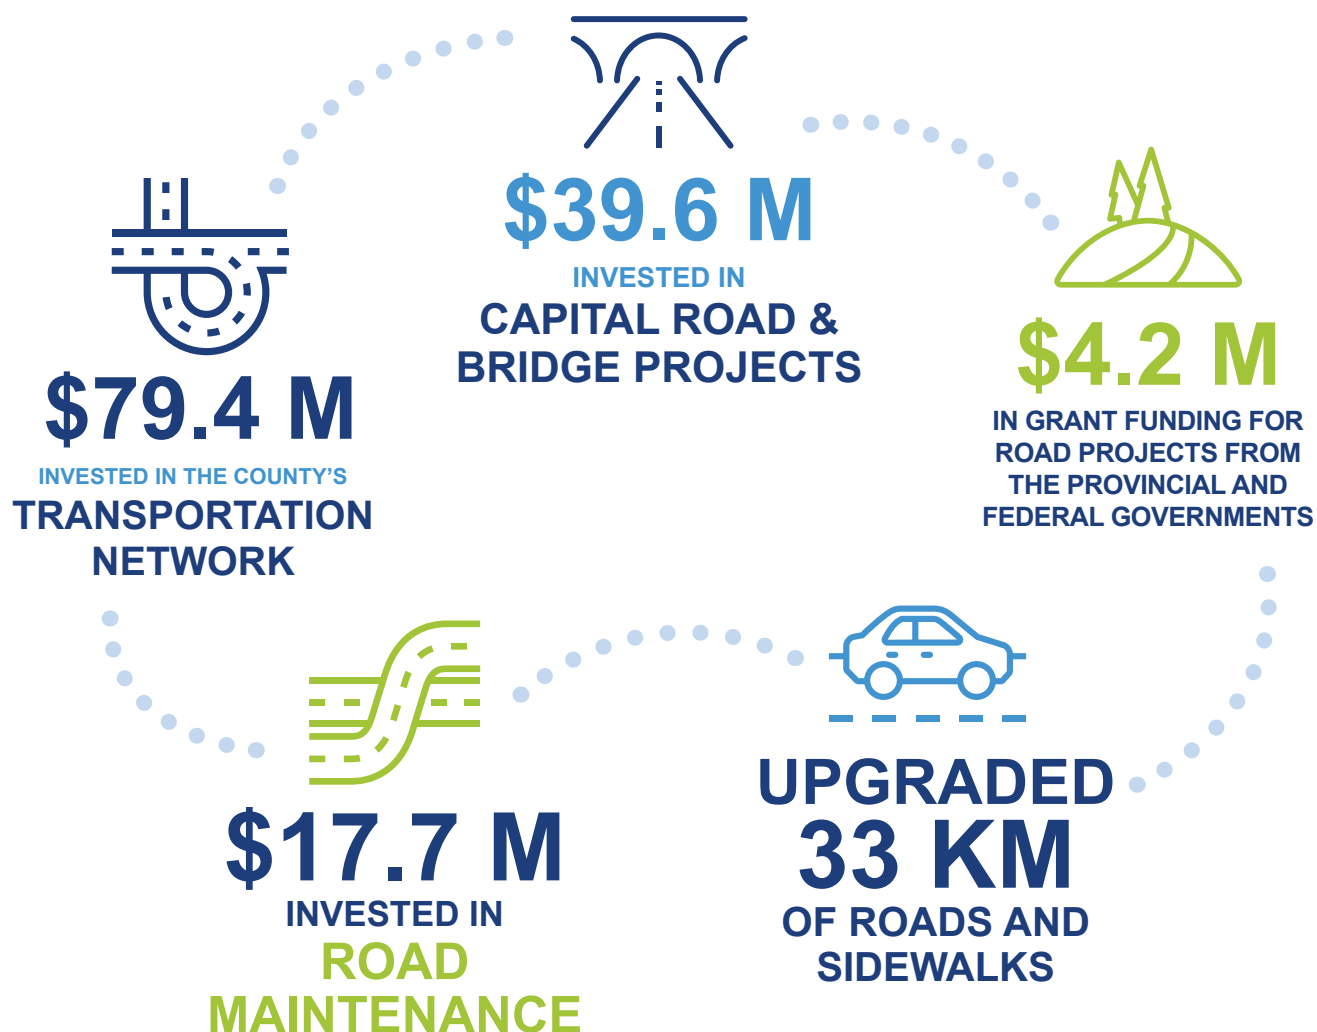 $39.6 M
INVESTED IN
CAPITAL ROAD &
BRIDGE PROJECTS
$79.4 M
INVESTED IN THE COUNTY’S
TRANSPORTATION
NETWORK
$4.2 M
IN GRANT FUNDING FOR
ROAD PROJECTS FROM
THE PROVINCIAL AND
FEDERAL GOVERNMENTS
$17.7 M
INVESTED IN
ROAD
MAINTENANCE
UPGRADED
33 KM
OF ROADS AND
SIDEWALKS